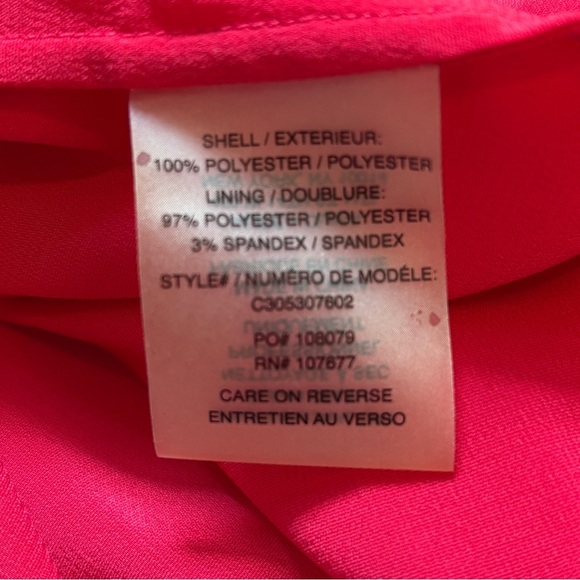 SHELL / EXTERIEUR:
100% POLYESTER / POLYESTER
LINING / DOUBLURE:
97% POLYESTER / POLYESTER
3% SPANDEX / SPANDEX
STYLE# / NUMÉRO DE MODÉLE:
C305307602
PO# 108079
RN# 107677
CARE ON REVERSE
ENTRETIEN AU VERSO